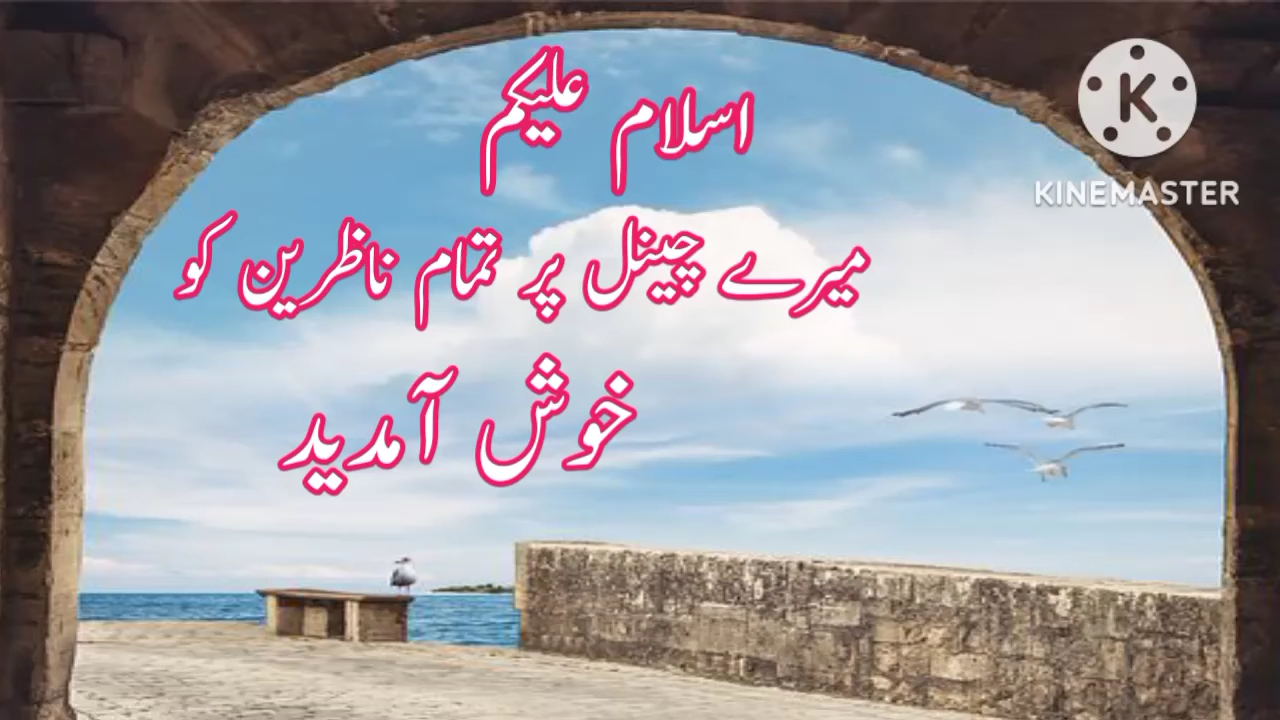 اسلام علیکم
میرے چینل پر تمام ناظرین کو
خوش آمدید
K
KINEMASTER